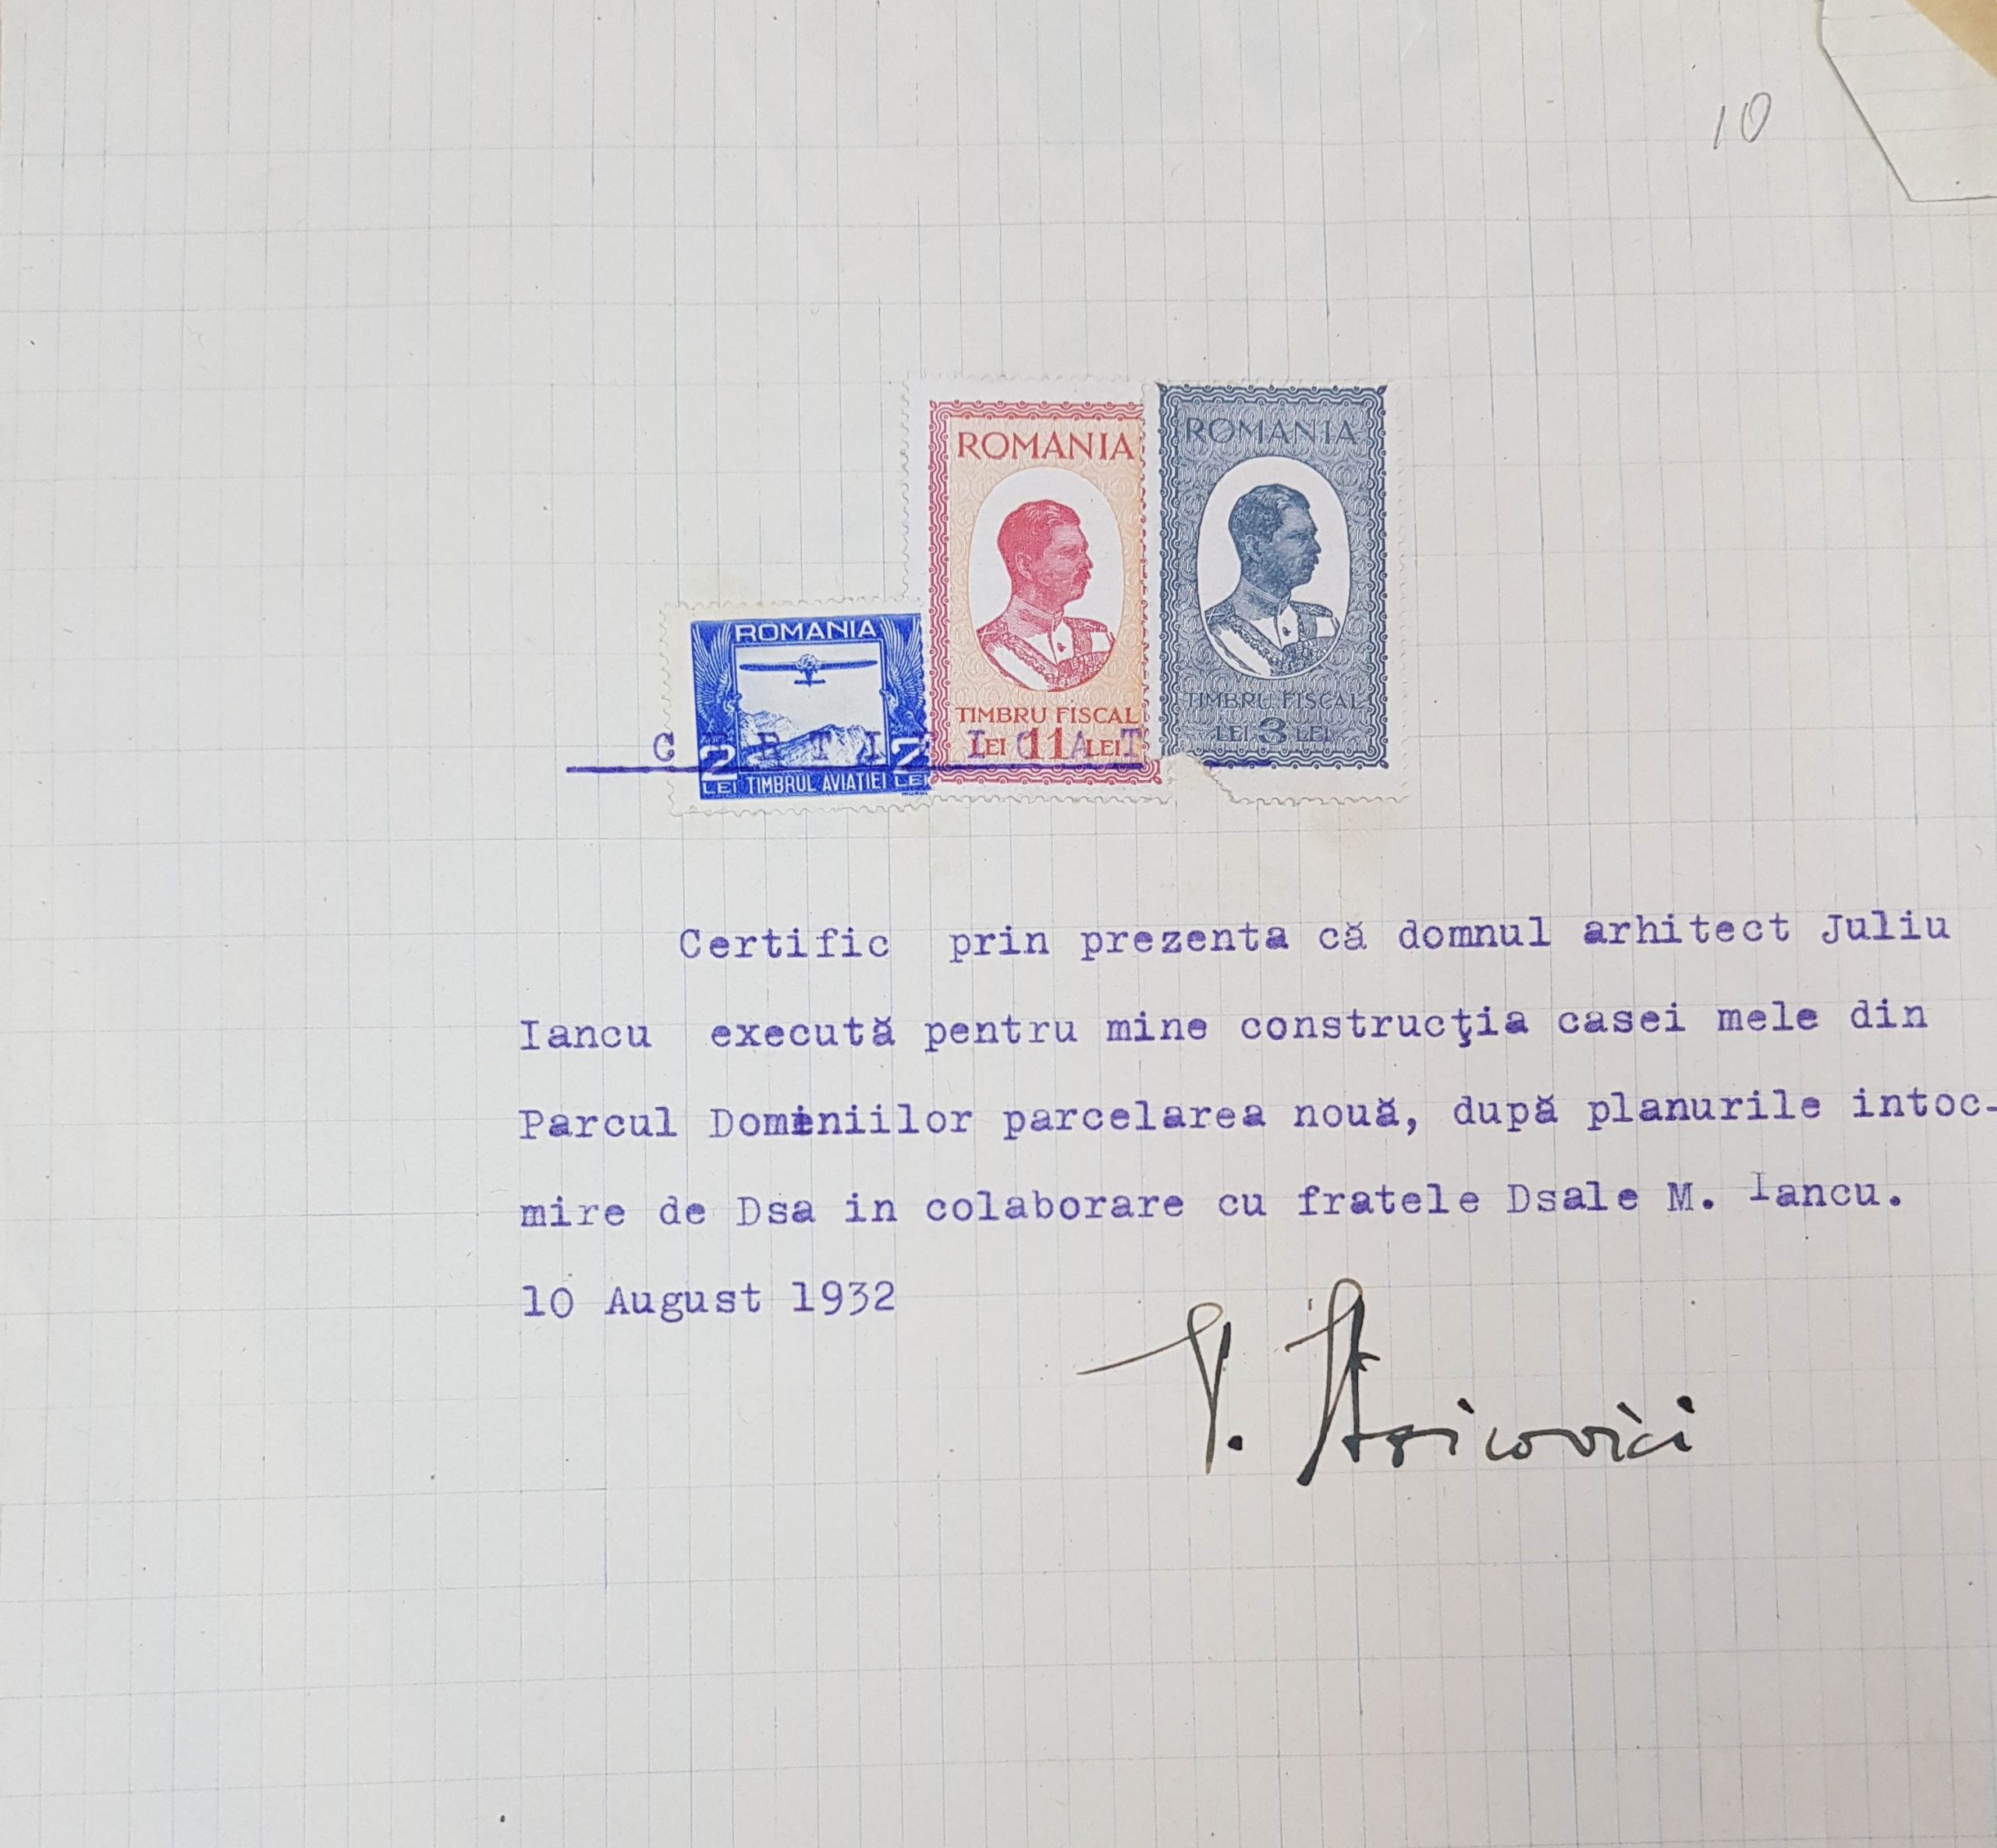 10
ROMANIA
TIMBRU FISCAL
LEI 11 LEI
ROMANIA
TIMBRU FISCAL
LEI 3 LEI
ROMANIA
2 2
LEI TIMBRUL AVIATIEI LEI
CERTIFICAT
Certific prin prezenta că domnul arhitect Juliu
Iancu execută pentru mine construcţia casei mele din
Parcul Domeniilor parcelarea nouă, după planurile intoc-
mire de Dsa in colaborare cu fratele Dsale M. Iancu.
10 August 1932